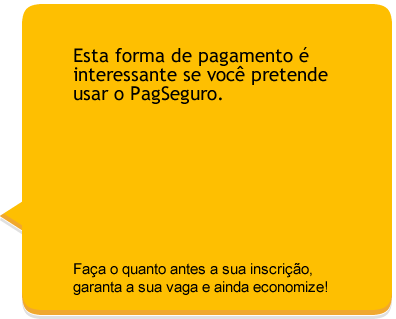 Esta forma de pagamento é
interessante se você pretende
usar o PagSeguro.
Faça o quanto antes a sua inscrição,
garanta a sua vaga e ainda economize!